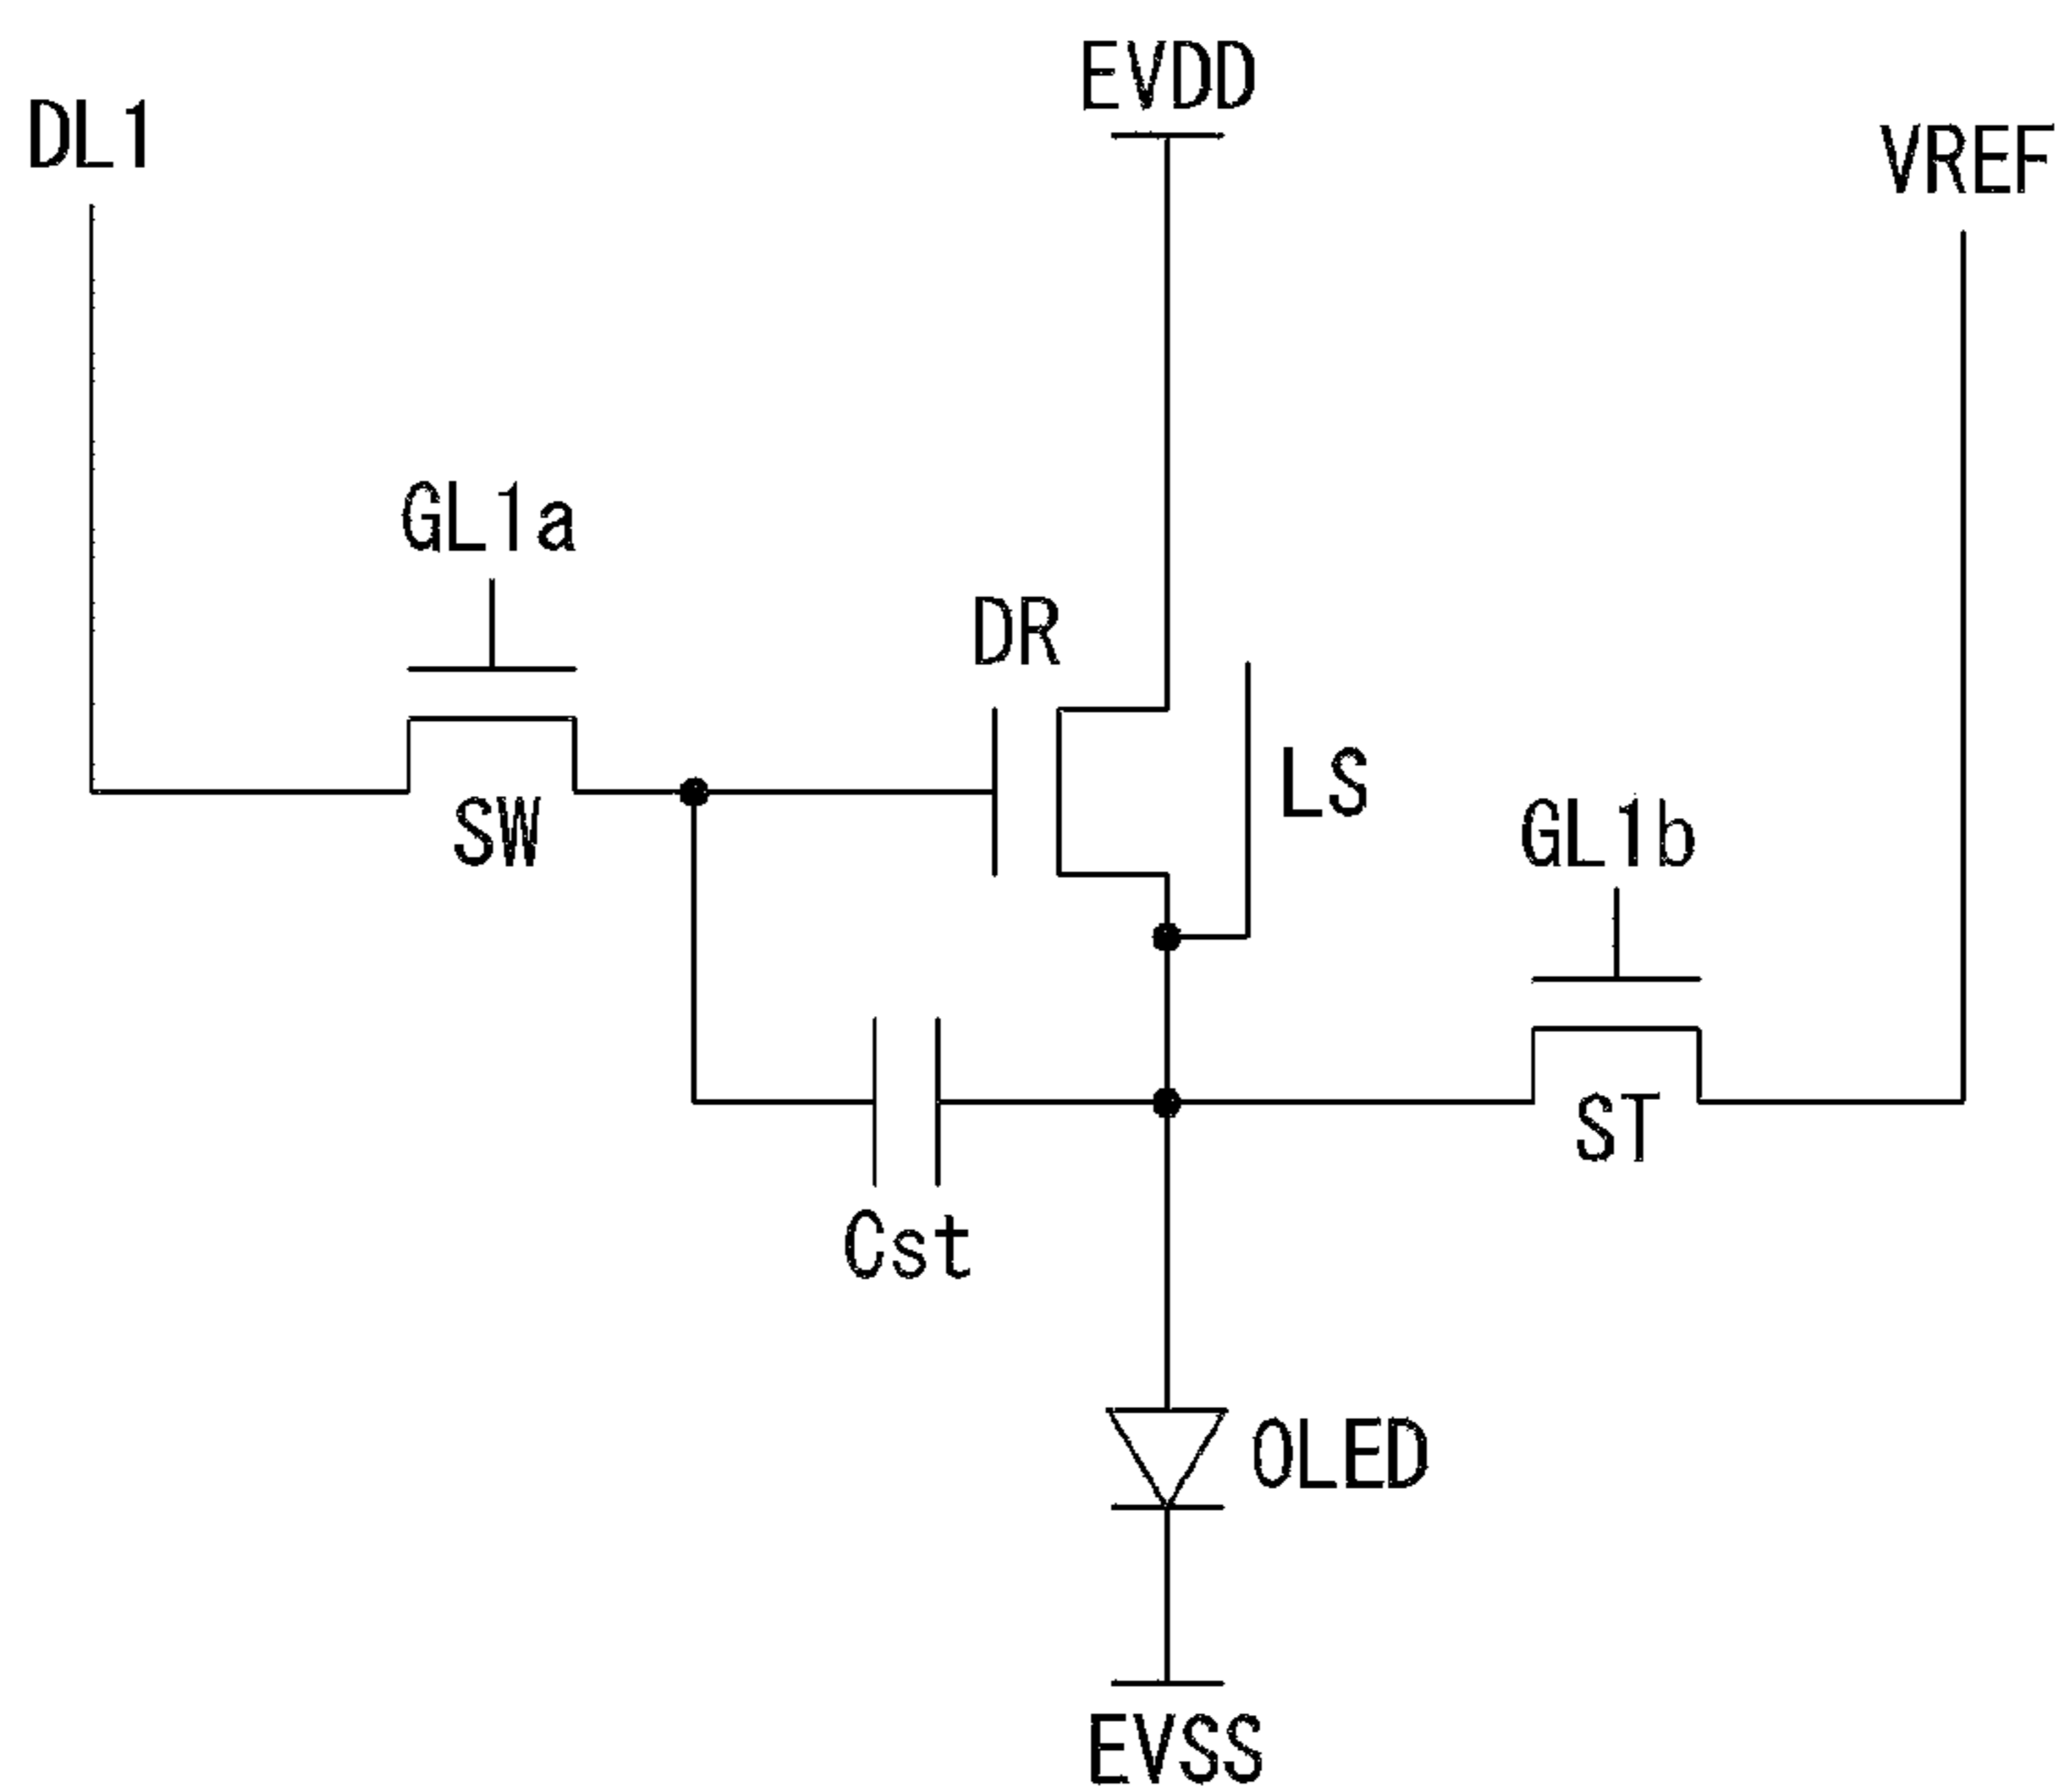 EVDD
DL1
VREF
GL1a
DR
LS
SW
GL1b
ST
Cst
OLED
EVSS